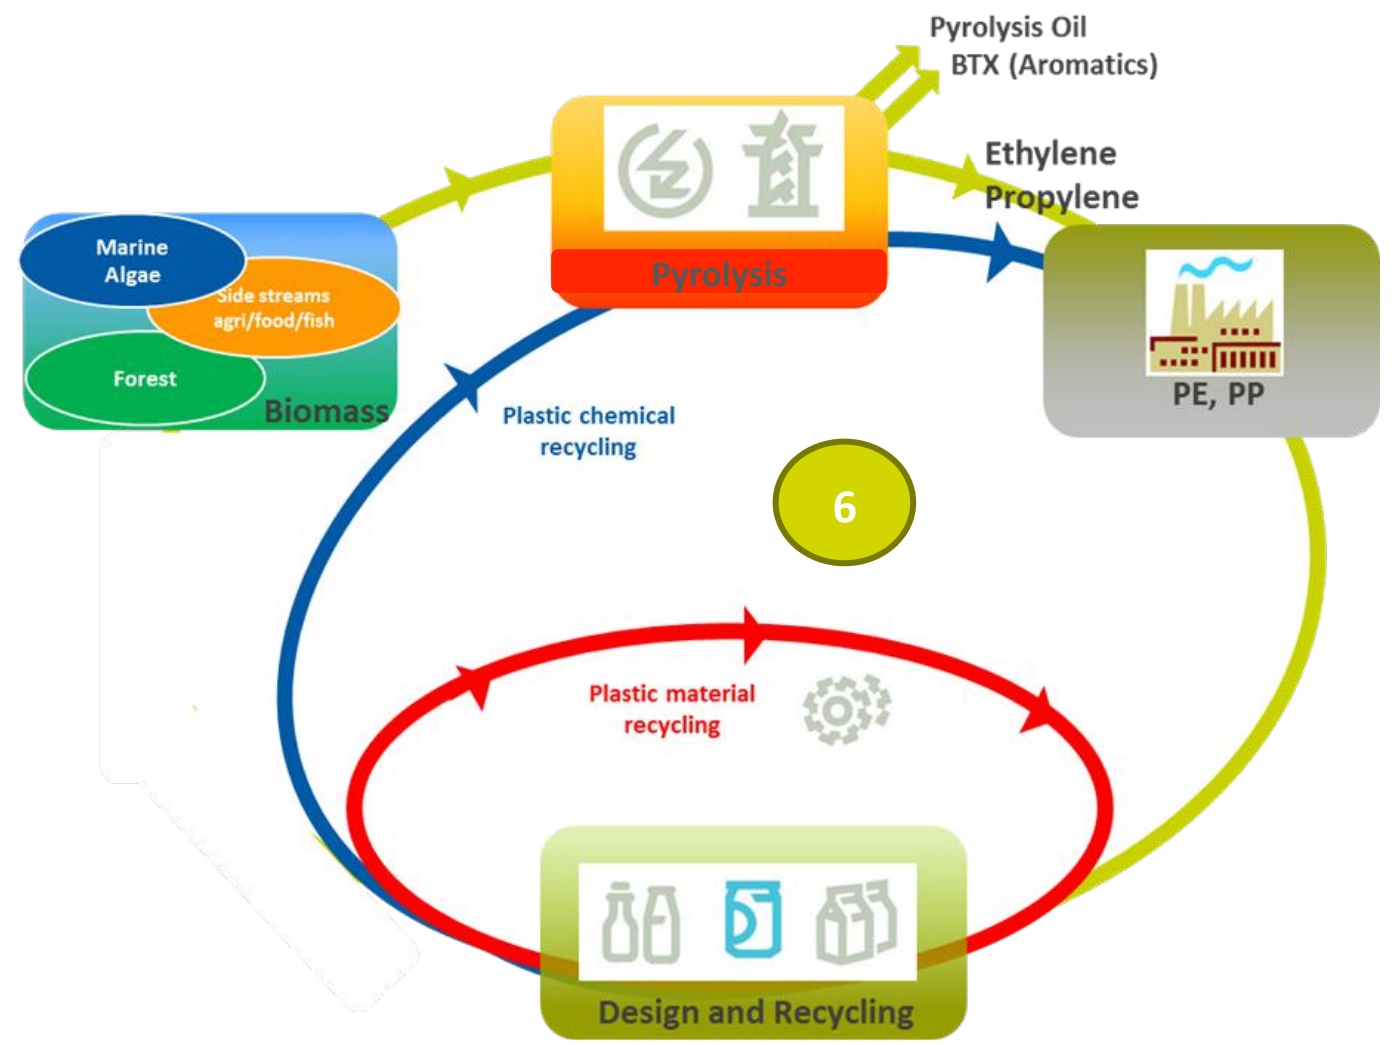 Pyrolysis Oil
BTX (Aromatics)
Ethylene
Propylene
Pyrolysis
Marine
Algae
Side streams
agri/food/fish
Forest
Biomass
PE, PP
Plastic chemical
recycling
6
Plastic material
recycling
Design and Recycling